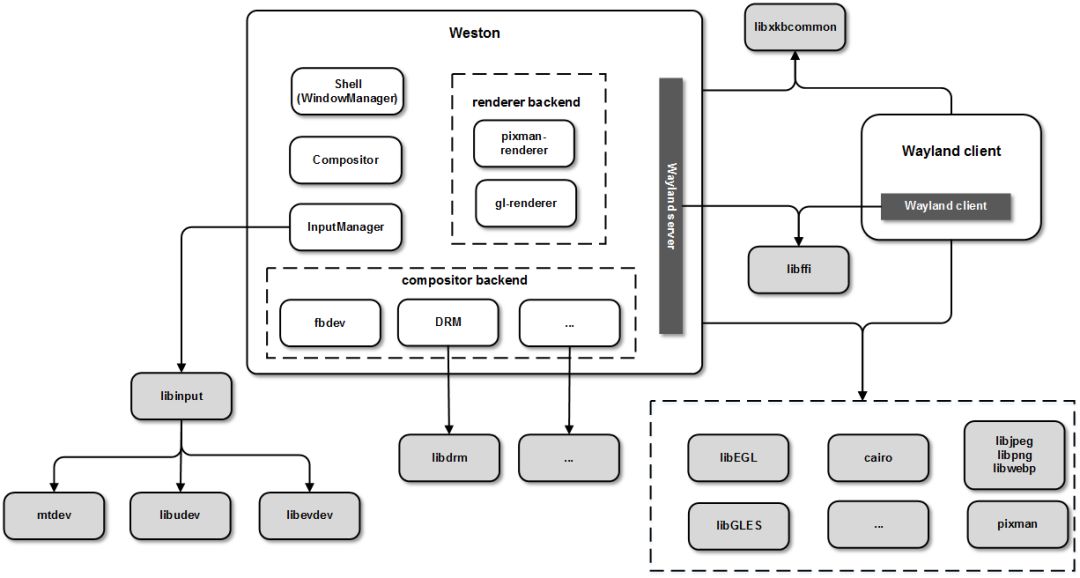 Weston
Shell
(WindowManager)
Compositor
InputManager
renderer backend
pixman-
renderer
gl-renderer
compositor backend
fbdev
DRM
...
Wayland server
libxkbcommon
Wayland client
Wayland client
libffi
libinput
mtdev
libudev
libevdev
libdrm
...
libEGL
cairo
libjpeg
libpng
libwebp
libGLES
...
pixman